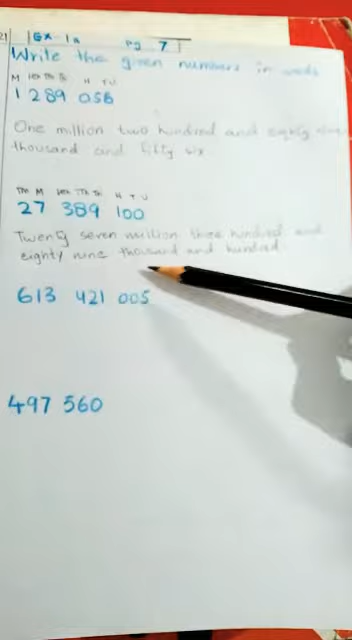 21 Ex 1a pg 7
Write the given numbers in words
M HTh TTh Th H T U
1 289 056
One million two hundred and eighty nine
thousand and fifty six
TM M HTh TTh Th H T U
27 389 100
Twenty seven million three hundred and
eighty nine thousand and hundred
613 421 005
497 560